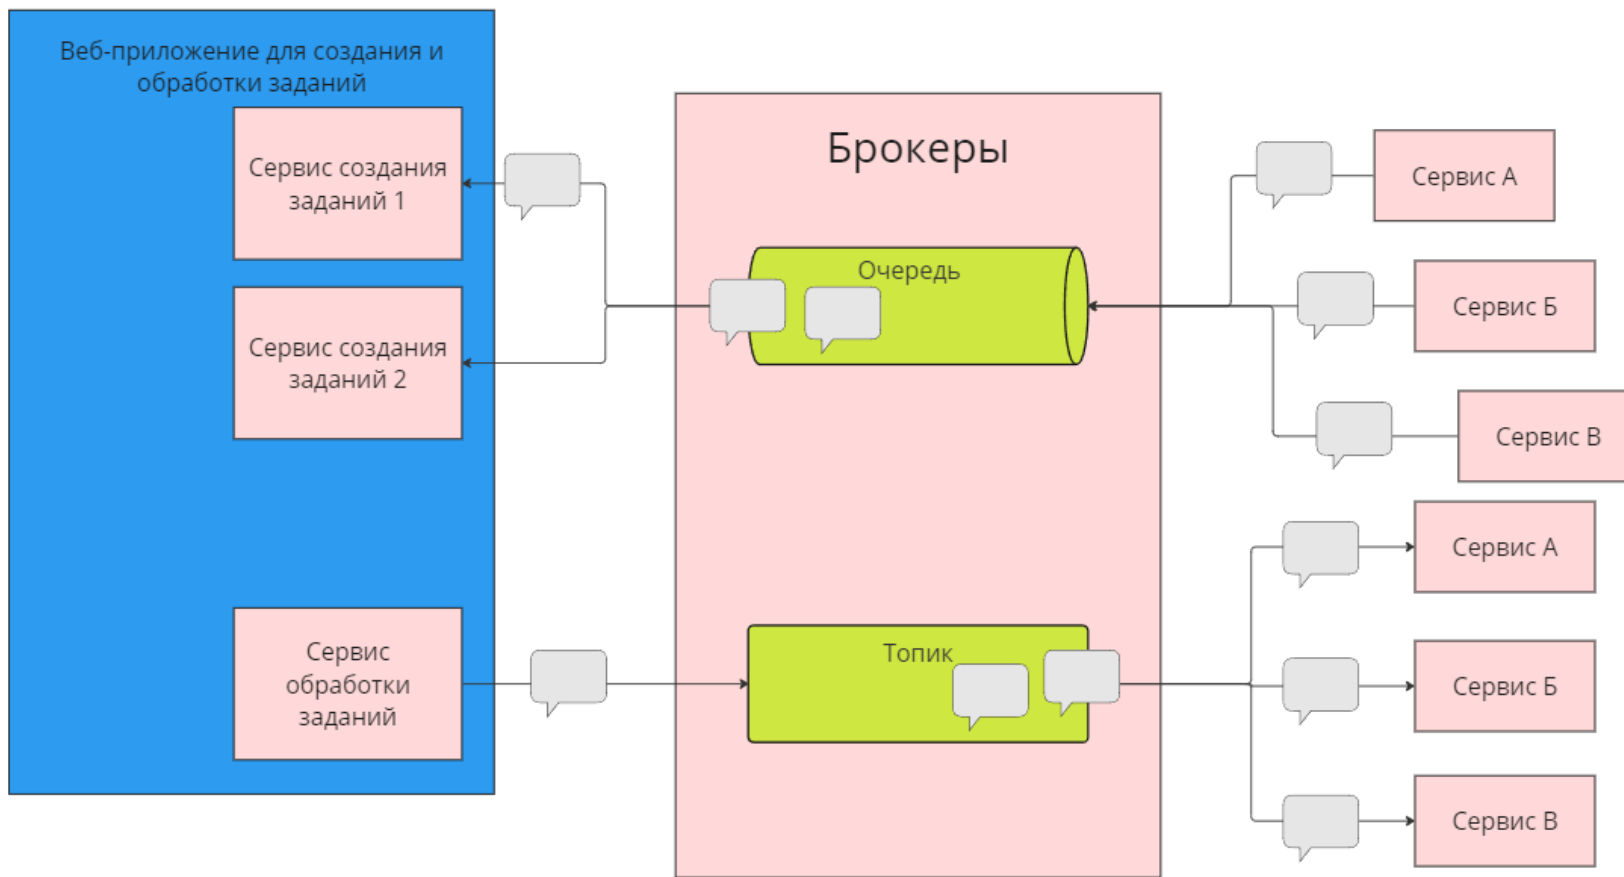 Веб-приложение для создания и
обработки заданий
Сервис создания
заданий 1
Сервис создания
заданий 2
Сервис
обработки
заданий
Брокеры
Очередь
Топик
Сервис А
Сервис Б
Сервис В
Сервис А
Сервис Б
Сервис В